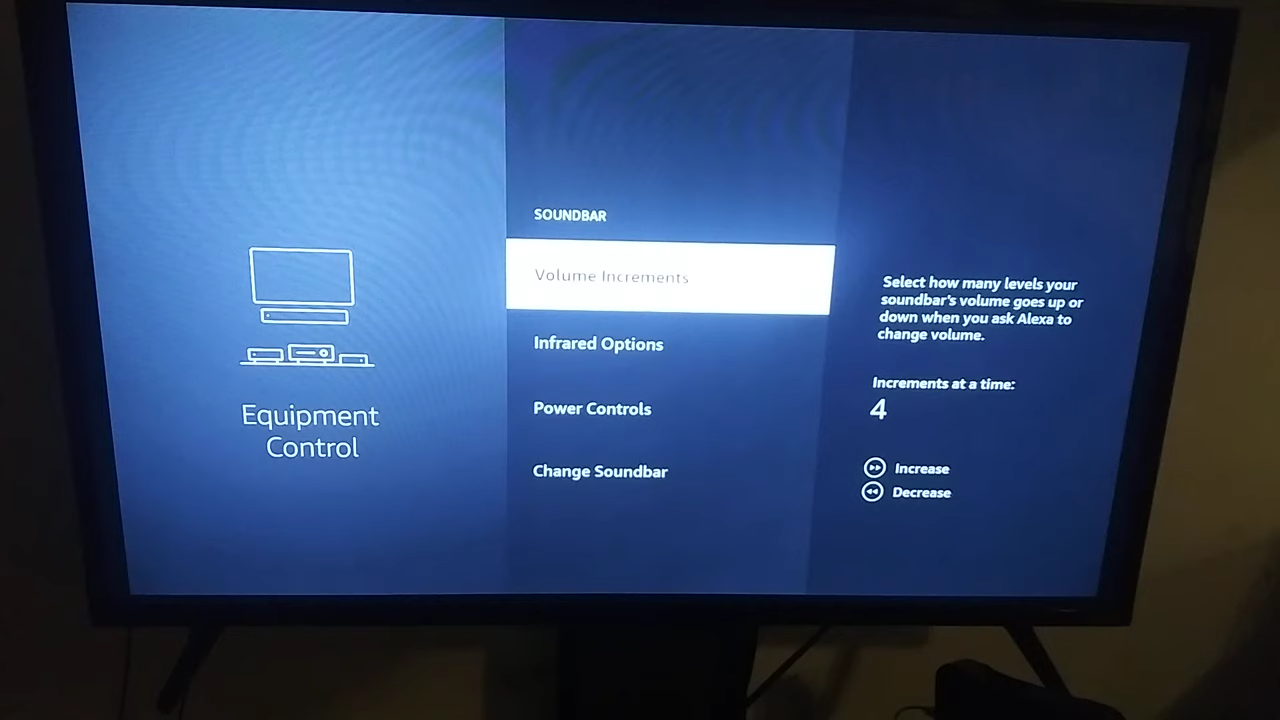 Equipment
Control
SOUNDBAR
Volume Increments
Infrared Options
Power Controls
Change Soundbar
Select how many levels your
soundbar's volume goes up or
down when you ask Alexa to
change volume.
Increments at a time:
4
Increase
Decrease